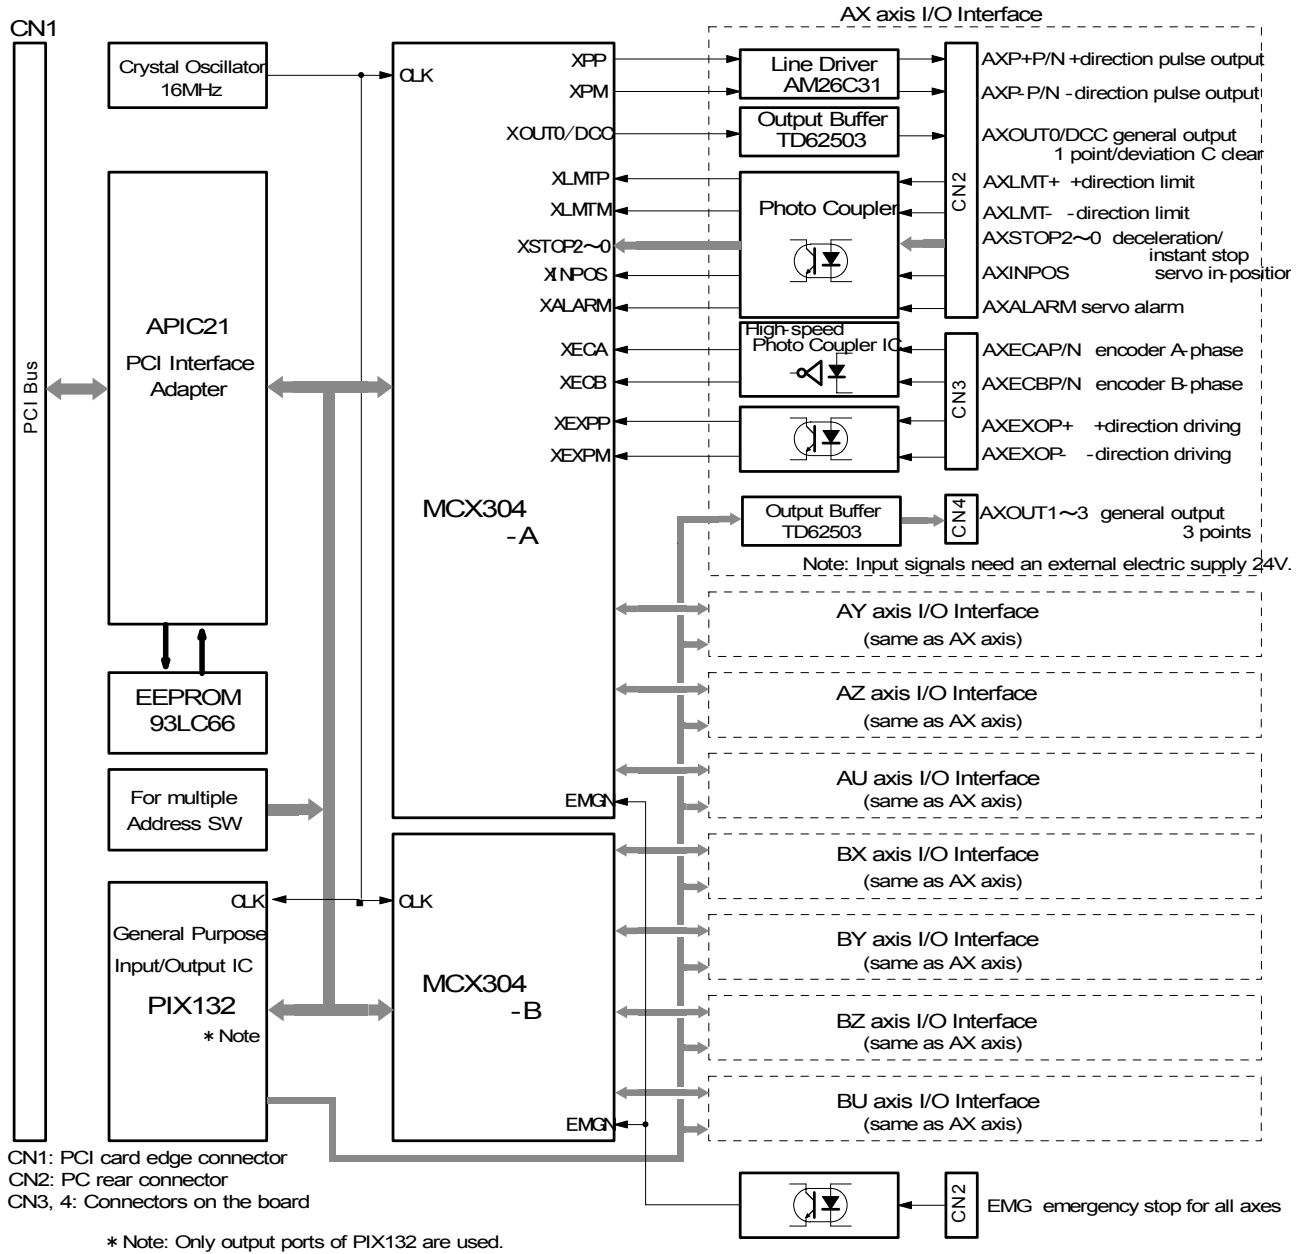 CN1
PCI Bus
Crystal Oscillator
16MHz
APIC21
PCI Interface
Adapter
EEPROM
93LC66
For multiple
Address SW
CLK
General Purpose
Input/Output IC
PIX132
* Note
CLK
XPP
XPM
XOUT0/DCC
XLMTP
XLMTM
XSTOP2~0
XINPOS
XALARM
XECA
XECB
XEXPP
XEXPM
MCX304
-A
EMGN
CLK
MCX304
-B
EMGN
AX axis I/O Interface
Line Driver
AM26C31
Output Buffer
TD62503
Photo Coupler
High-speed
Photo Coupler IC
Output Buffer
TD62503
CN2
CN3
CN4
AXP+P/N +direction pulse output
AXP-P/N -direction pulse output
AXOUT0/DCC general output
1 point/deviation C clear
AXLMT+ +direction limit
AXLMT- -direction limit
AXSTOP2~0 deceleration/
instant stop
AXINPOS servo in-position
AXALARM servo alarm
AXECAP/N encoder A-phase
AXECBP/N encoder B-phase
AXEXOP+ +direction driving
AXEXOP- -direction driving
AXOUT1~3 general output
3 points
Note: Input signals need an external electric supply 24V.
AY axis I/O Interface
(same as AX axis)
AZ axis I/O Interface
(same as AX axis)
AU axis I/O Interface
(same as AX axis)
BX axis I/O Interface
(same as AX axis)
BY axis I/O Interface
(same as AX axis)
BZ axis I/O Interface
(same as AX axis)
BU axis I/O Interface
(same as AX axis)
CN2
EMG emergency stop for all axes
CN1: PCI card edge connector
CN2: PC rear connector
CN3, 4: Connectors on the board
* Note: Only output ports of PIX132 are used.